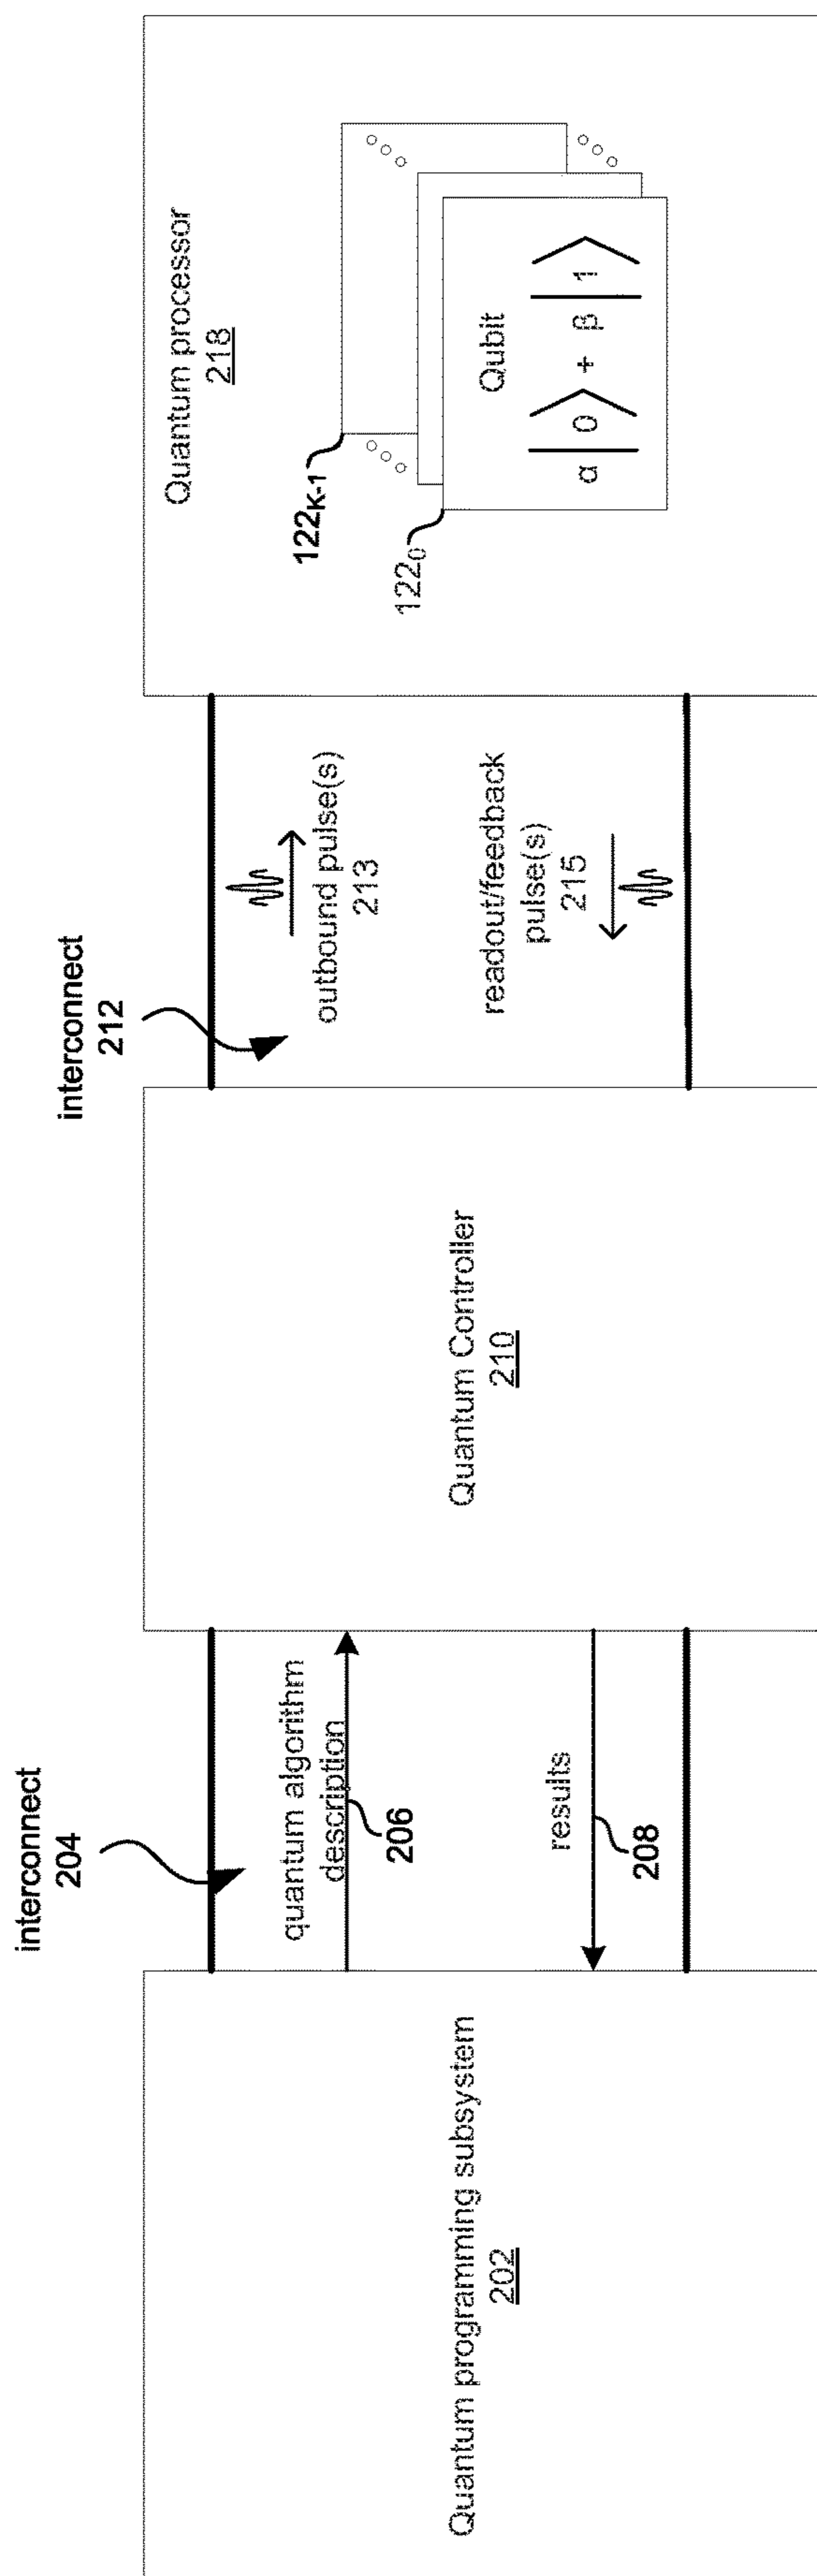 Quantum programming subsystem
202
interconnect
204
quantum algorithm
description
206
results
208
Quantum Controller
210
interconnect
212
outbound pulse(s)
213
readout/feedback
pulse(s)
215
Quantum processor
218
122K-1
1220
Qubit
α|0⟩ + β|1⟩